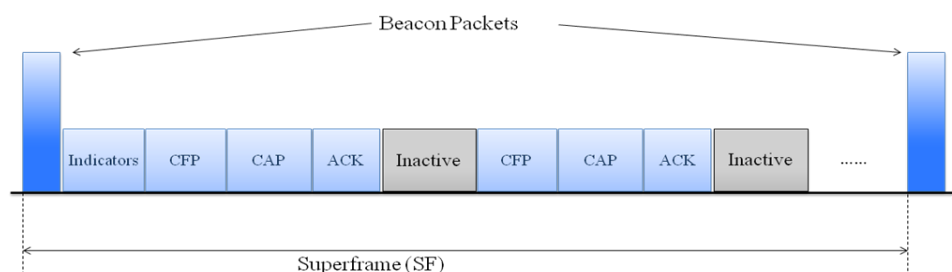 Beacon Packets
Indicators CFP CAP ACK Inactive CFP CAP ACK Inactive ......
Superframe (SF)